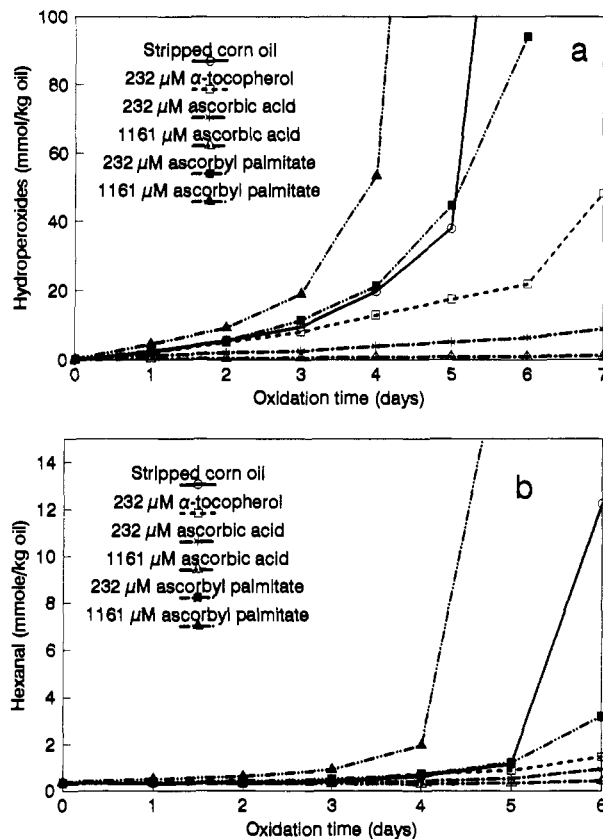 100
80
60
40
20
0
Hydroperoxides (mmol/kg oil)
a
Stripped corn oil
232 μM α-tocopherol
232 μM ascorbic acid
1161 μM ascorbic acid
232 μM ascorbyl palmitate
1161 μM ascorbyl palmitate
0 1 2 3 4 5 6 7
Oxidation time (days)
14
12
10
8
6
4
2
0
Hexanal (mmole/kg oil)
b
Stripped corn oil
232 μM α-tocopherol
232 μM ascorbic acid
1161 μM ascorbic acid
232 μM ascorbyl palmitate
1161 μM ascorbyl palmitate
0 1 2 3 4 5 6
Oxidation time (days)